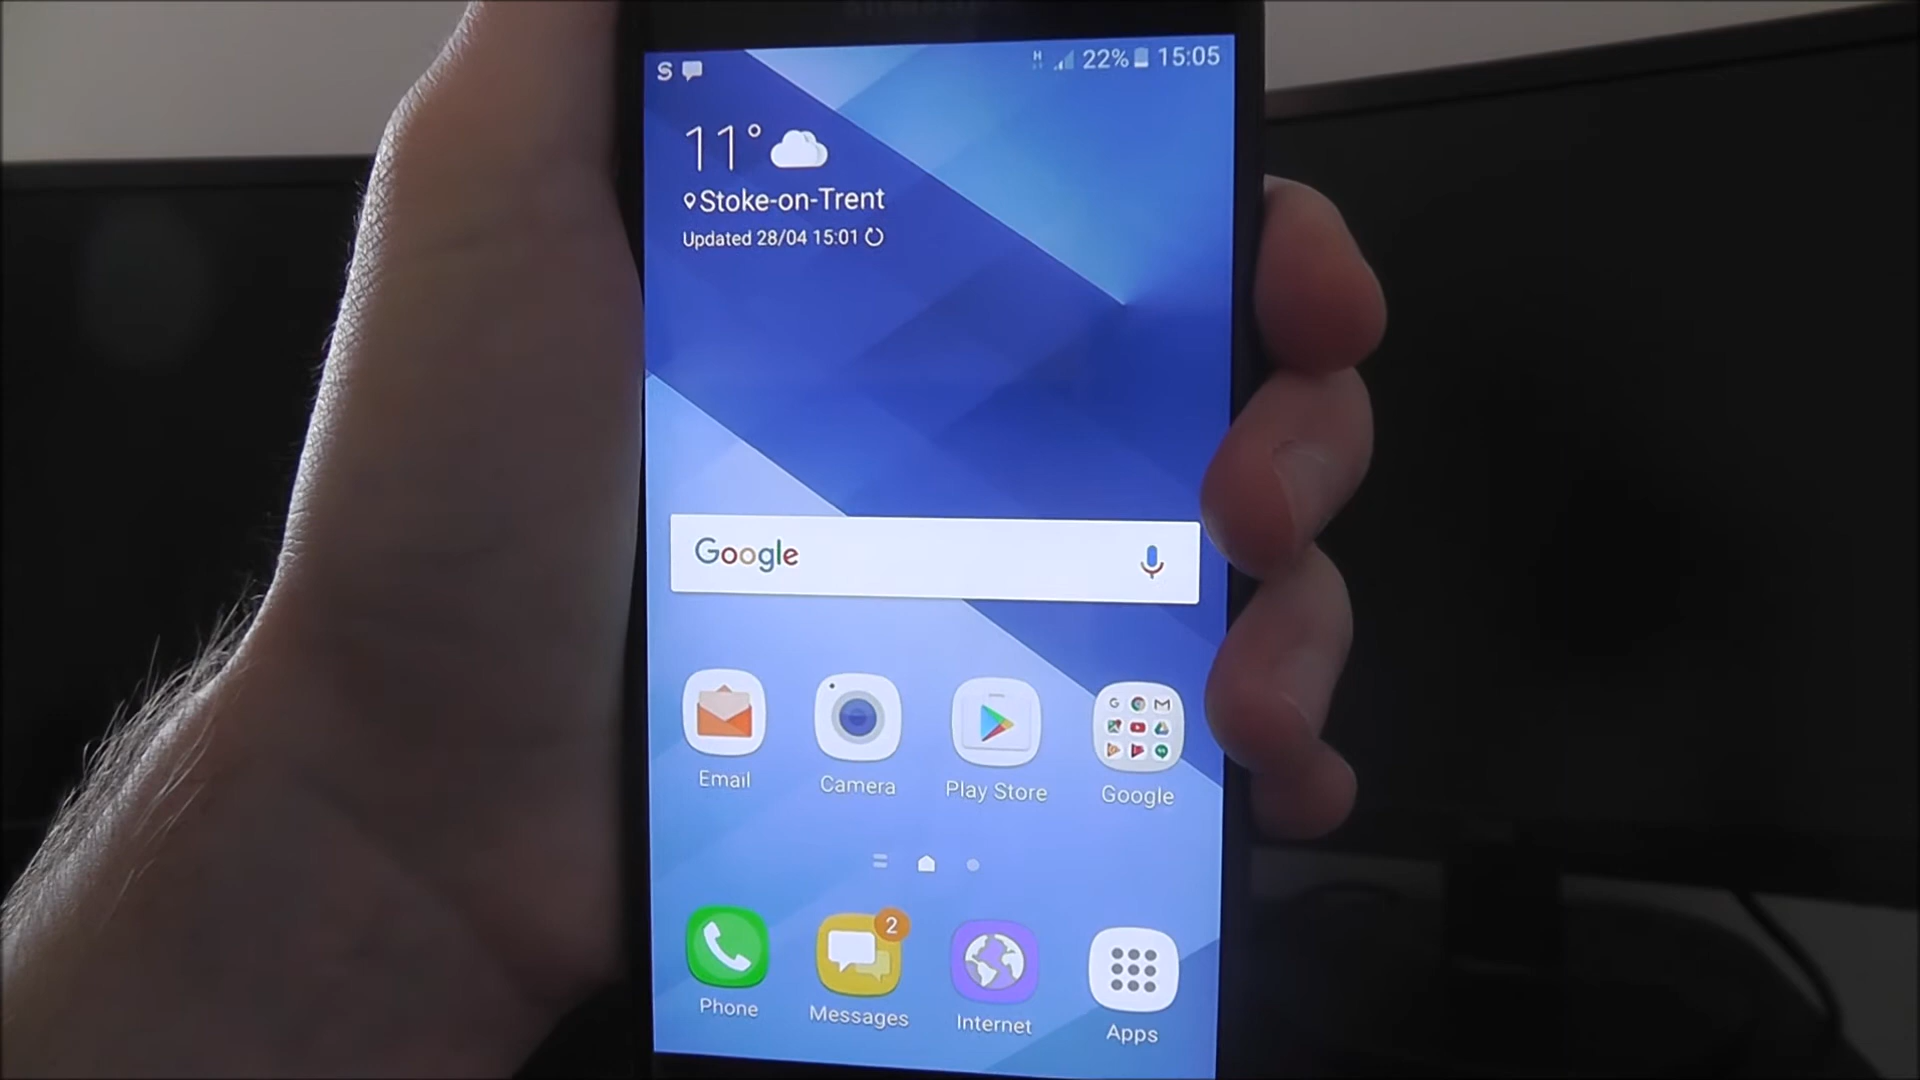 S 22% 15:05
11°
Stoke-on-Trent
Updated 28/04 15:01
Google
Email Camera Play Store Google
2
Phone Messages Internet Apps